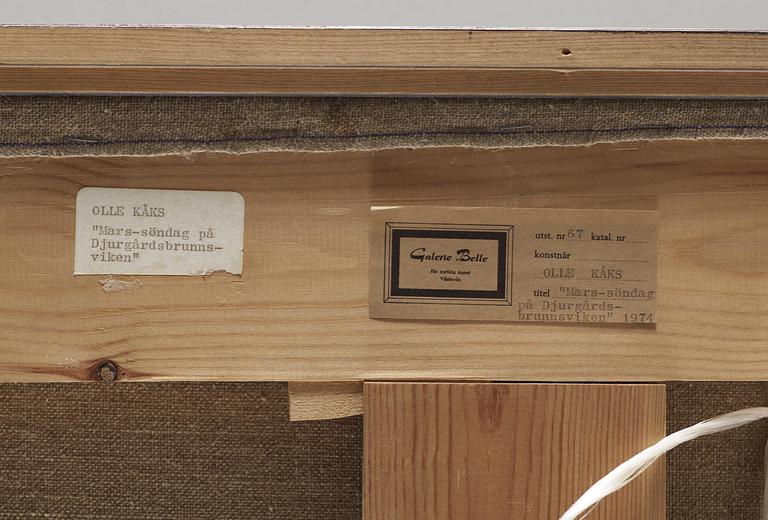 OLLE KÅKS
"Mars-söndag på
Djurgårdsbrunns-
viken"
Galerie Belle
för nutida konst
Västerås
utst. nr 67 katal. nr
konstnär
OLLE KÅKS
titel "Mars-söndag
på Djurgårds-
brunnsviken" 1974